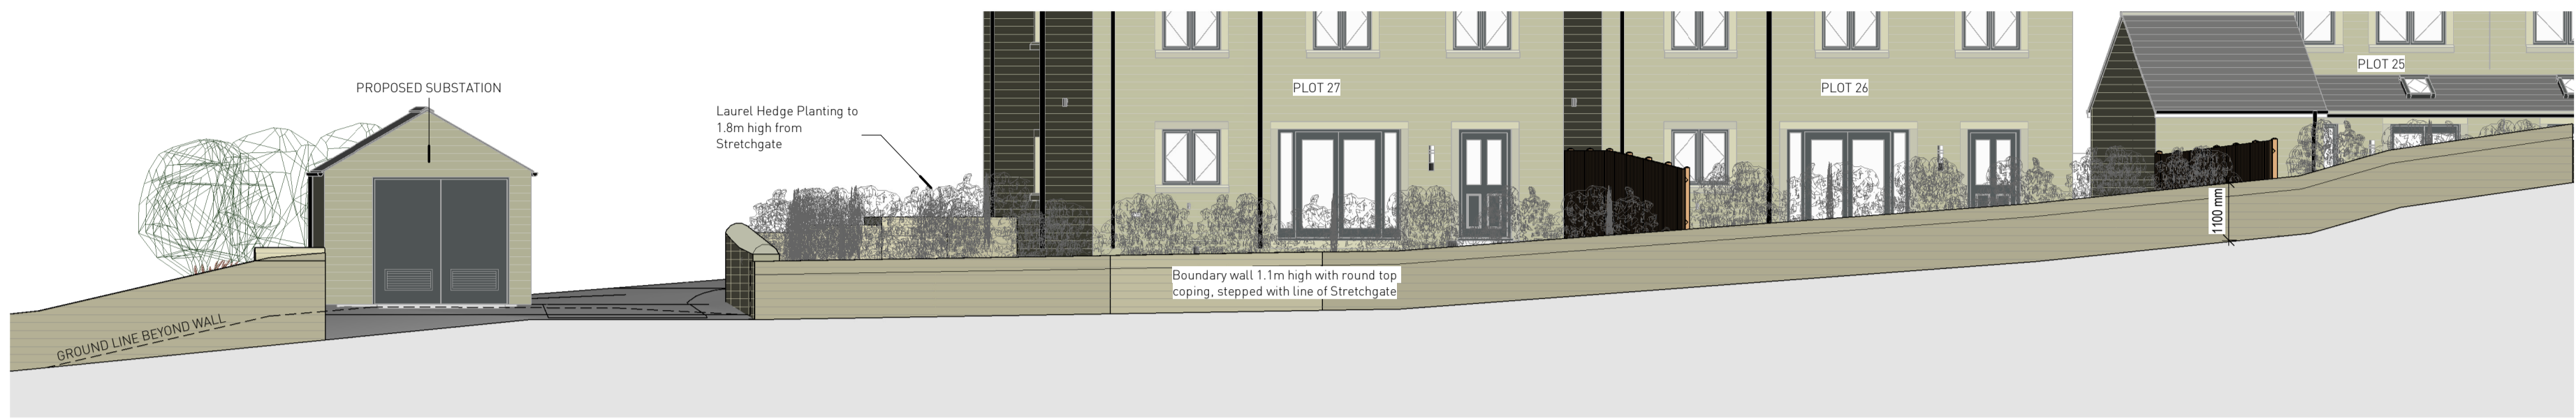 PROPOSED SUBSTATION
Laurel Hedge Planting to
1.8m high from
Stretchgate
PLOT 27
PLOT 26
PLOT 25
1100 mm
Boundary wall 1.1m high with round top
coping, stepped with line of Stretchgate
GROUND LINE BEYOND WALL